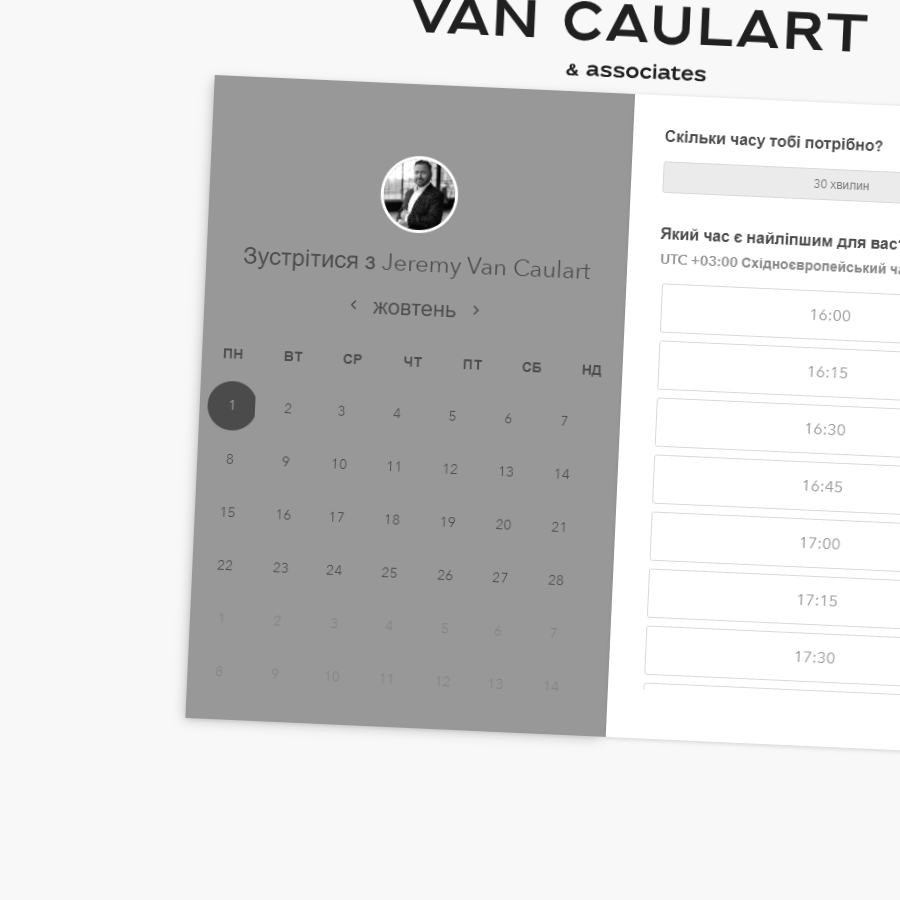 VAN CAULART
& associates
Зустрітися з Jeremy Van Caulart
жовтень
ПН ВТ СР ЧТ ПТ СБ НД
1 2 3 4 5 6 7
8 9 10 11 12 13 14
15 16 17 18 19 20 21
22 23 24 25 26 27 28
1 2 3 4 5 6 7
8 9 10 11 12 13 14
Скільки часу тобі потрібно?
30 хвилин
Який час є найліпшим для вас
UTC +03:00 Східноєвропейський
16:00
16:15
16:30
16:45
17:00
17:15
17:30